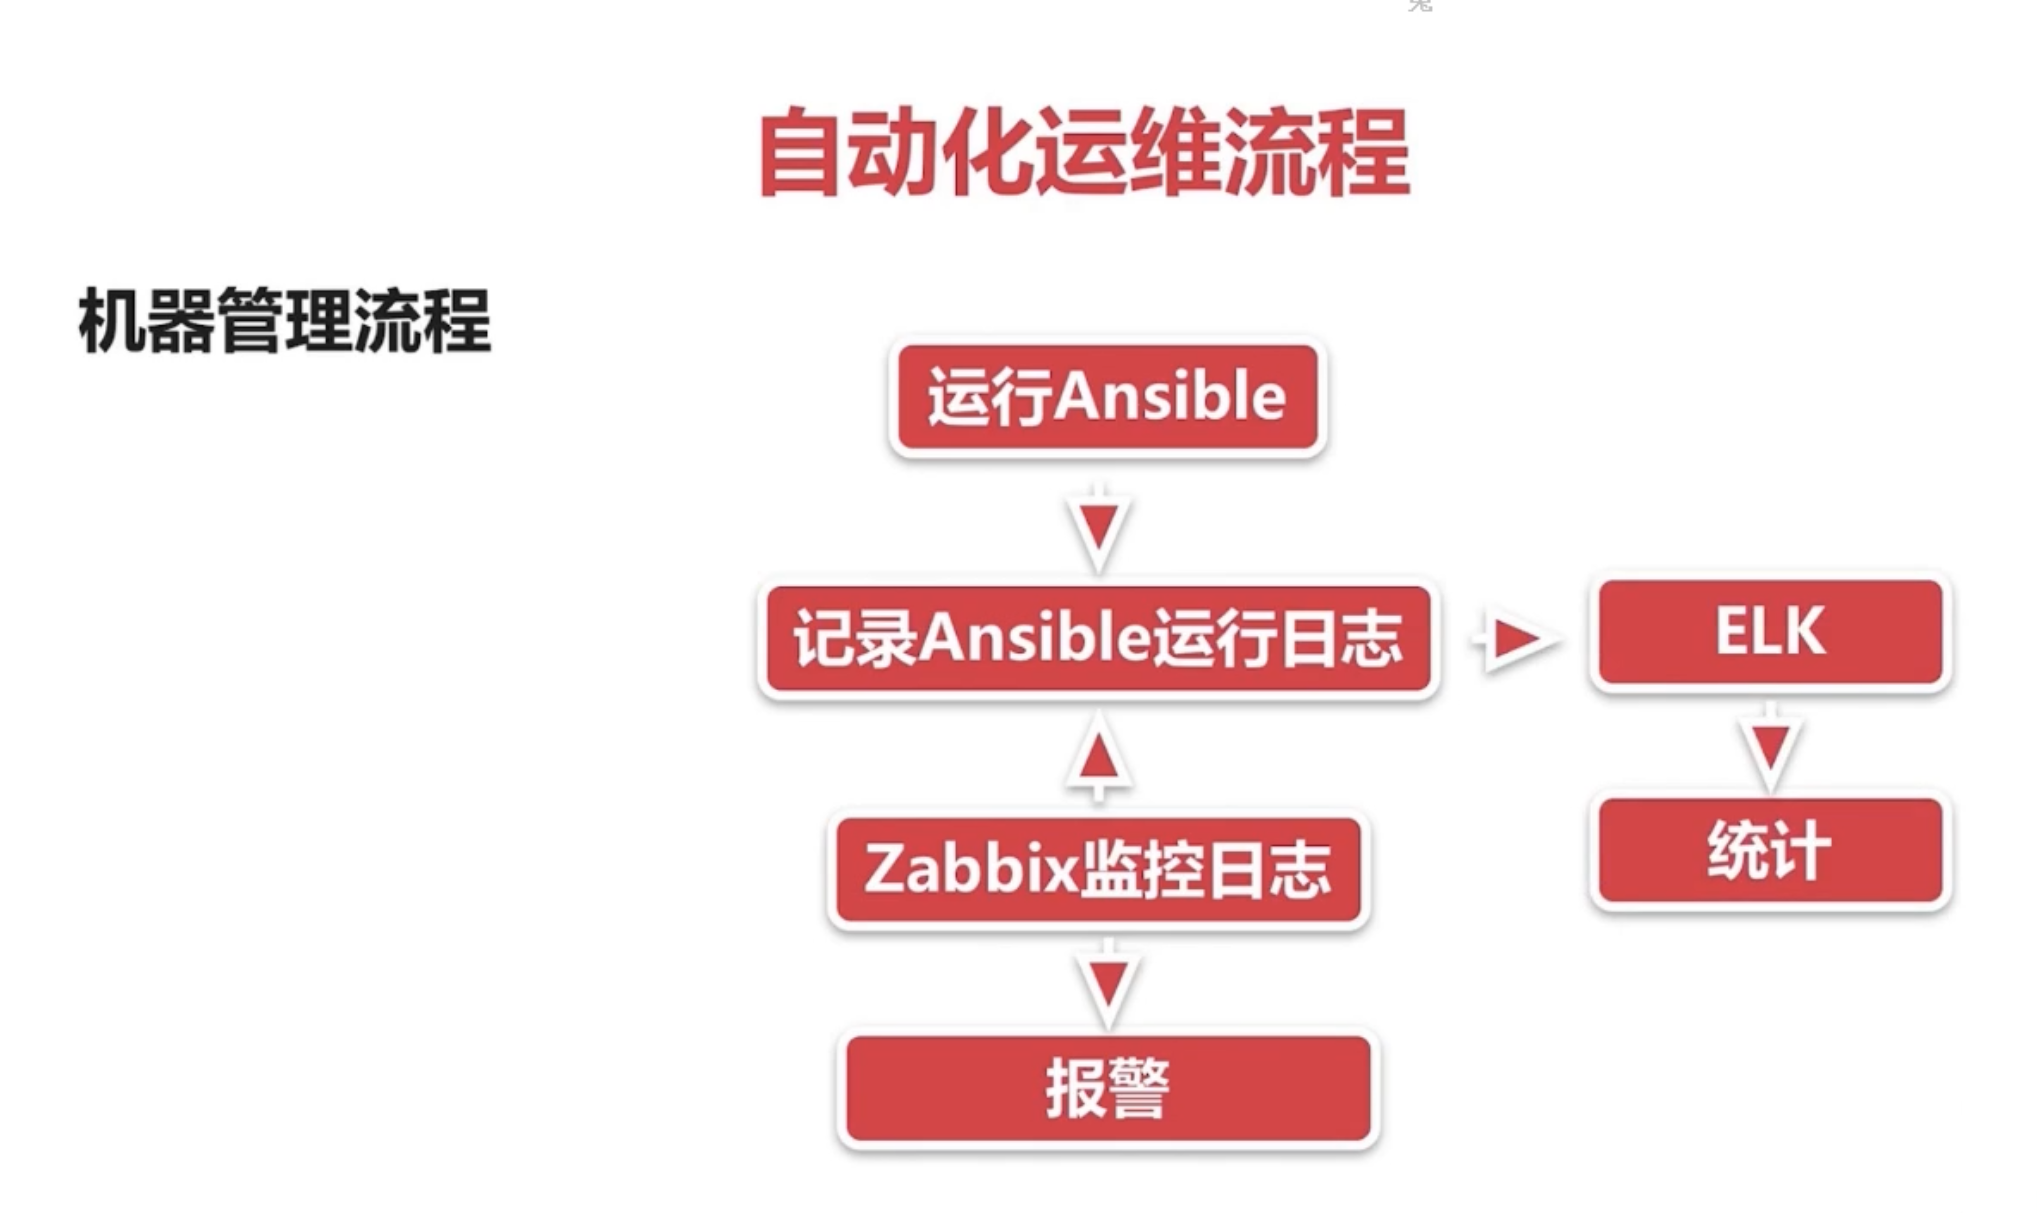 自动化运维流程
机器管理流程
运行Ansible
记录Ansible运行日志
ELK
Zabbix监控日志
统计
报警